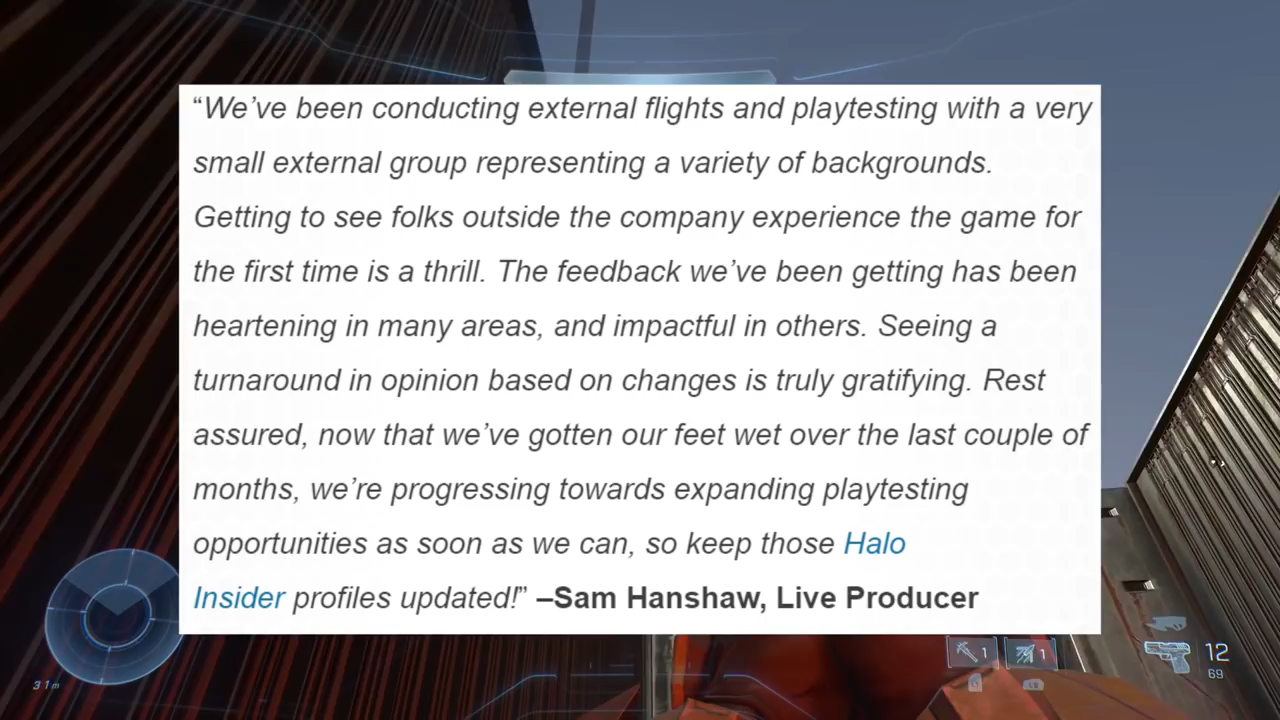 “We’ve been conducting external flights and playtesting with a very
small external group representing a variety of backgrounds.
Getting to see folks outside the company experience the game for
the first time is a thrill. The feedback we’ve been getting has been
heartening in many areas, and impactful in others. Seeing a
turnaround in opinion based on changes is truly gratifying. Rest
assured, now that we’ve gotten our feet wet over the last couple of
months, we’re progressing towards expanding playtesting
opportunities as soon as we can, so keep those Halo
Insider profiles updated!” –Sam Hanshaw, Live Producer
31m
1 1
12
69